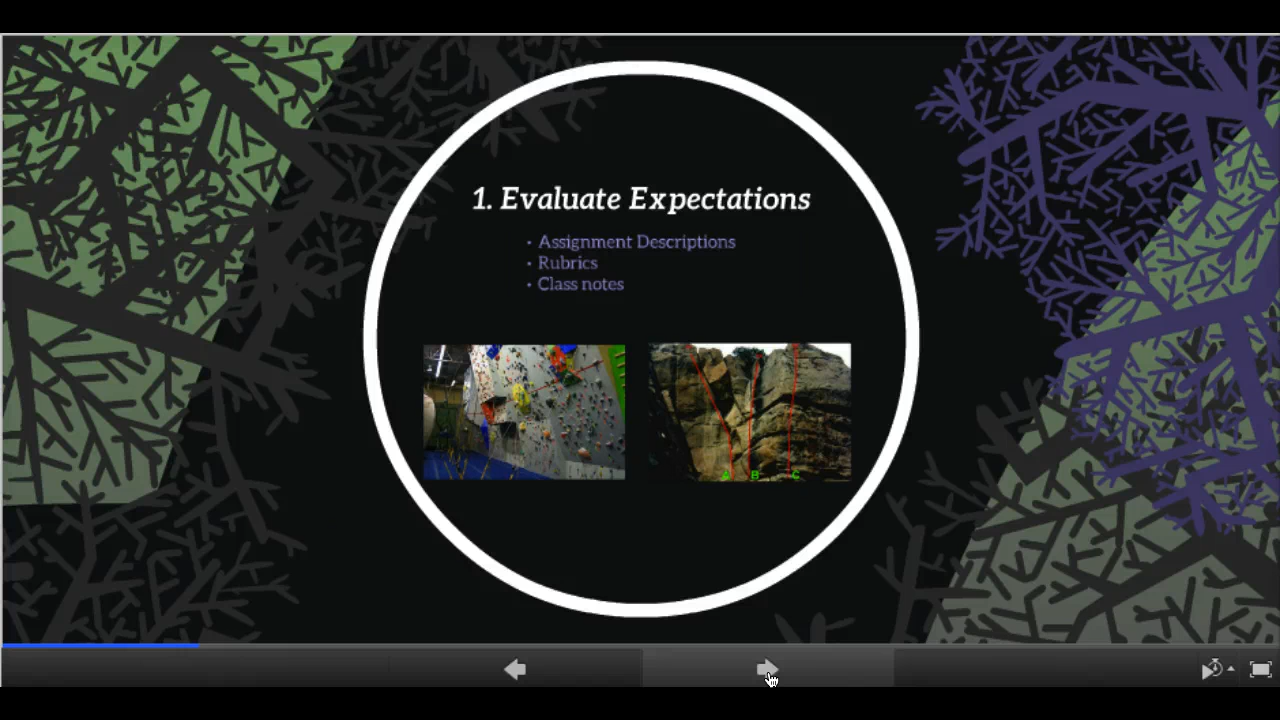 1. Evaluate Expectations
• Assignment Descriptions
• Rubrics
• Class notes
A B C